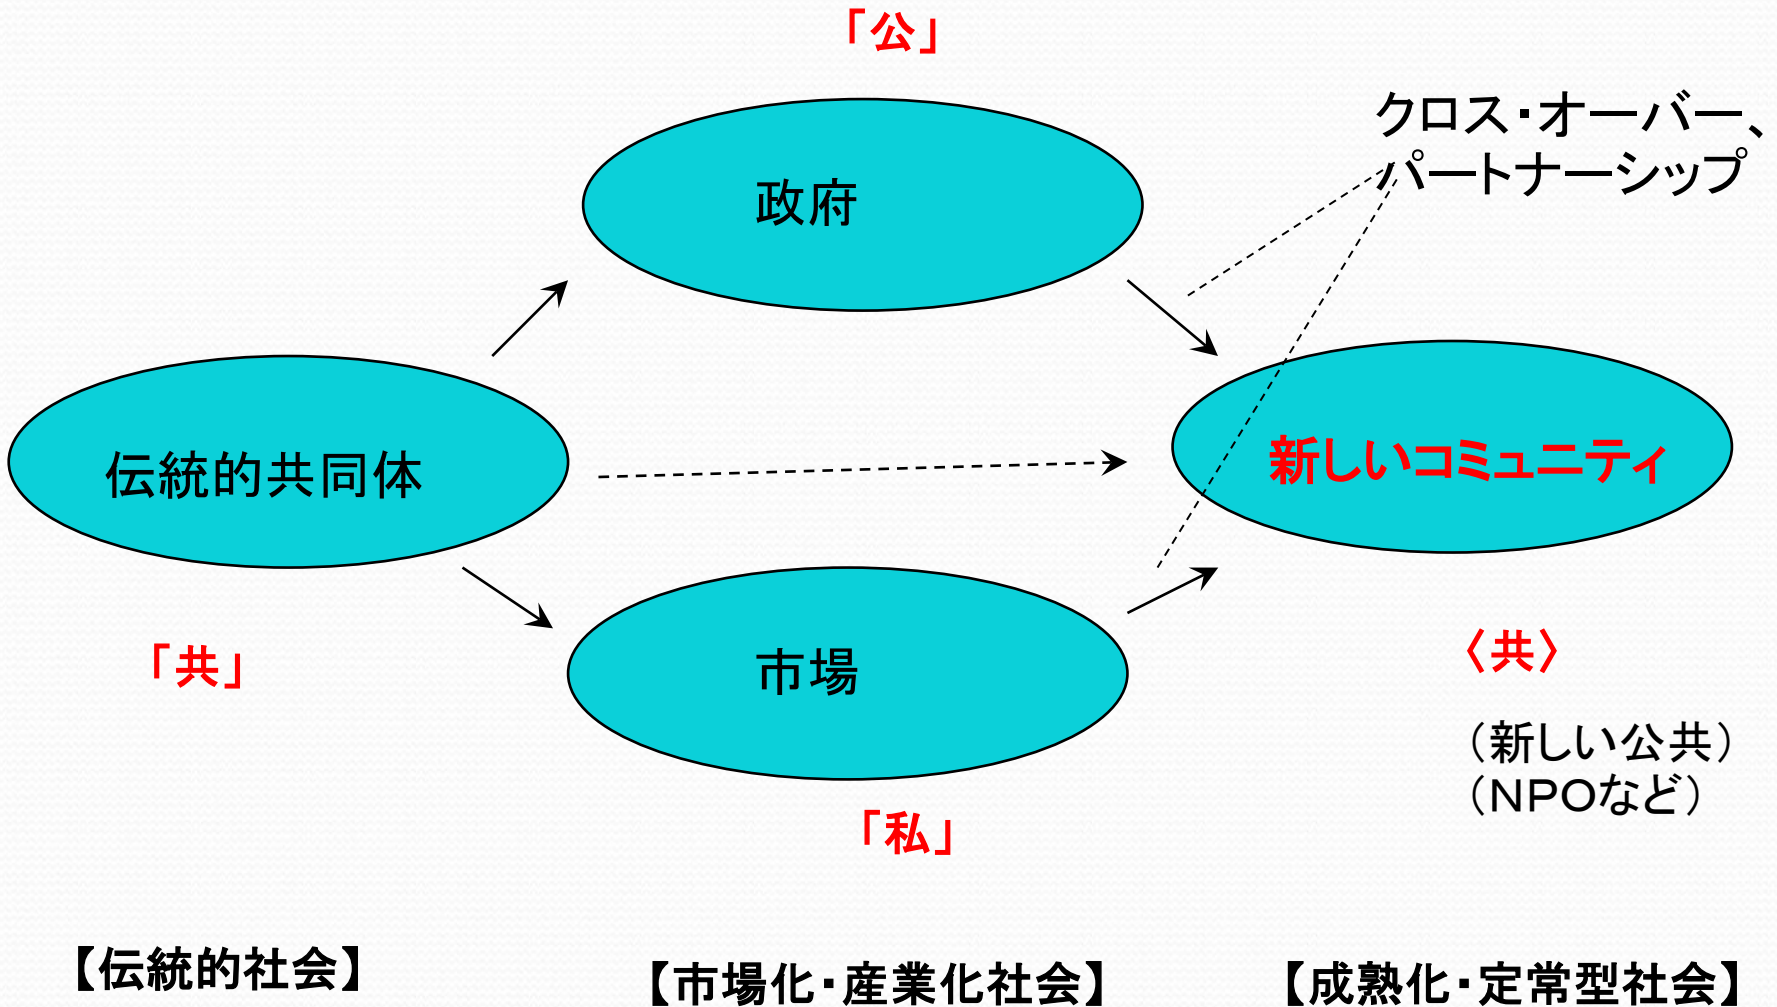 「公」
クロス・オーバー、
パートナーシップ
政府
伝統的共同体
新しいコミュニティ
「共」
市場
〈共〉
（新しい公共）
（ＮＰＯなど）
「私」
【伝統的社会】
【市場化・産業化社会】
【成熟化・定常型社会】